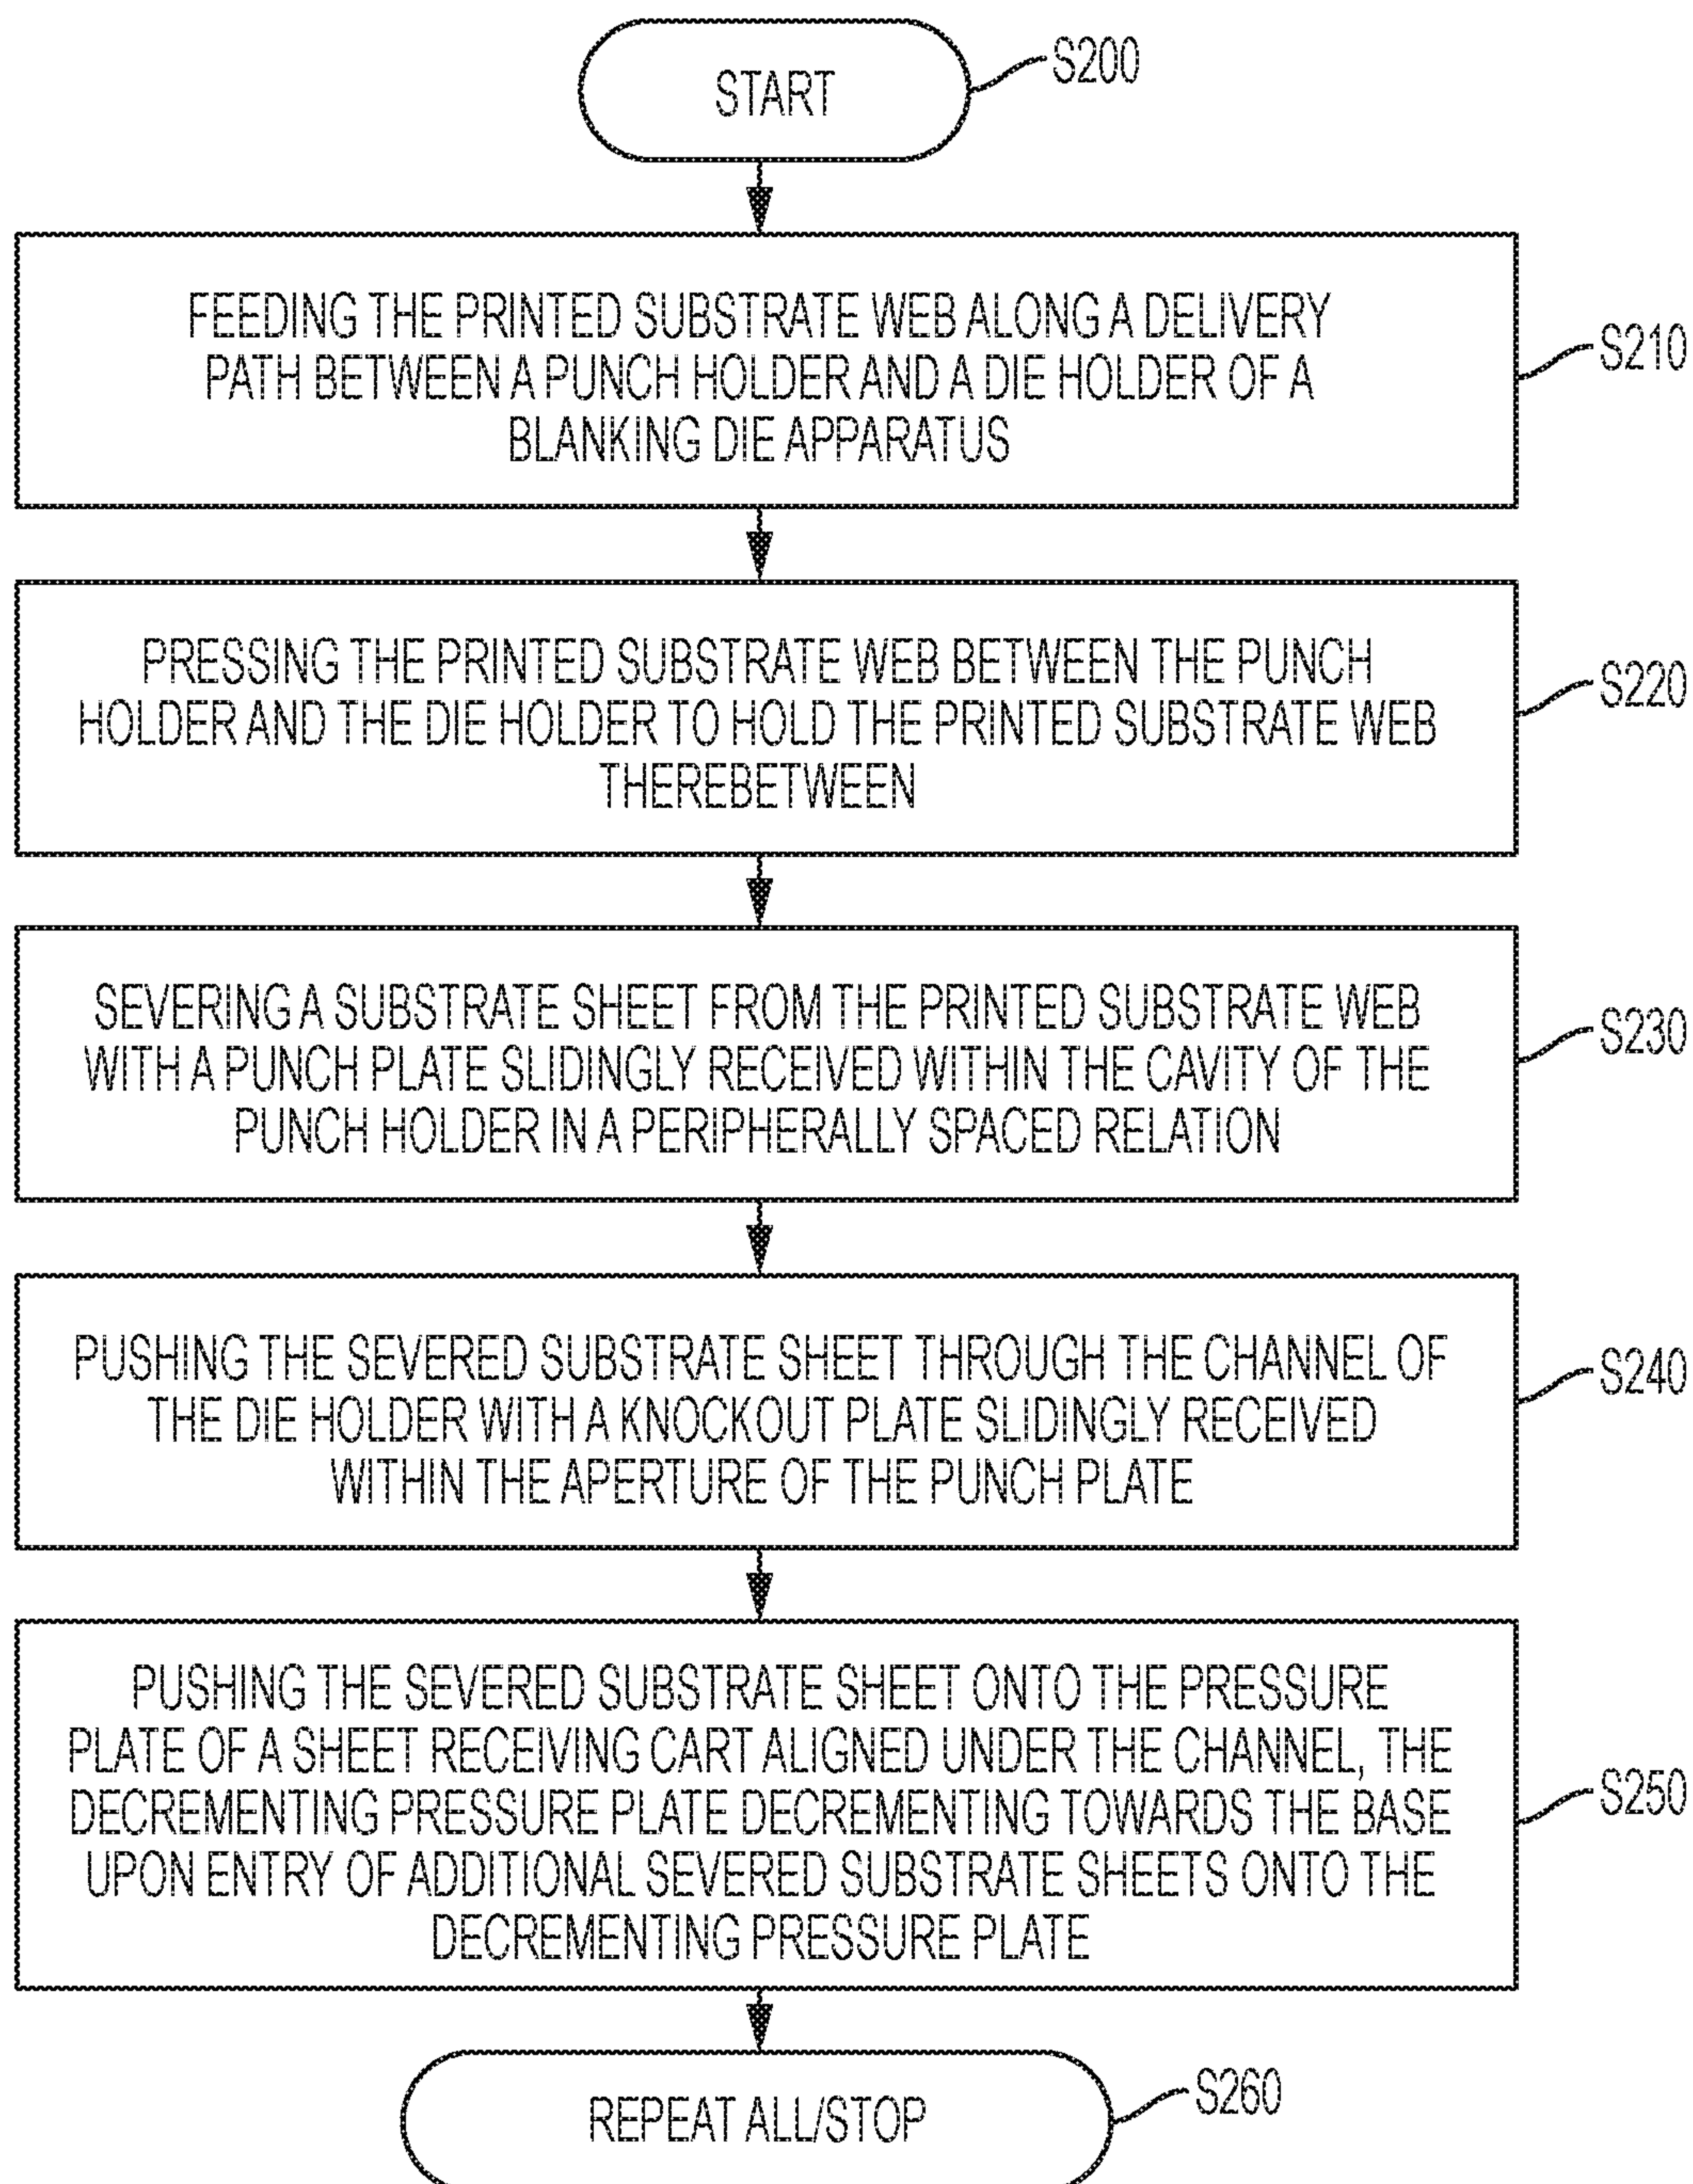 START
S200
FEEDING THE PRINTED SUBSTRATE WEB ALONG A DELIVERY
PATH BETWEEN A PUNCH HOLDER AND A DIE HOLDER OF A
BLANKING DIE APPARATUS
S210
PRESSING THE PRINTED SUBSTRATE WEB BETWEEN THE PUNCH
HOLDER AND THE DIE HOLDER TO HOLD THE PRINTED SUBSTRATE WEB
THEREBETWEEN
S220
SEVERING A SUBSTRATE SHEET FROM THE PRINTED SUBSTRATE WEB
WITH A PUNCH PLATE SLIDINGLY RECEIVED WITHIN THE CAVITY OF THE
PUNCH HOLDER IN A PERIPHERALLY SPACED RELATION
S230
PUSHING THE SEVERED SUBSTRATE SHEET THROUGH THE CHANNEL OF
THE DIE HOLDER WITH A KNOCKOUT PLATE SLIDINGLY RECEIVED
WITHIN THE APERTURE OF THE PUNCH PLATE
S240
PUSHING THE SEVERED SUBSTRATE SHEET ONTO THE PRESSURE
PLATE OF A SHEET RECEIVING CART ALIGNED UNDER THE CHANNEL, THE
DECREMENTING PRESSURE PLATE DECREMENTING TOWARDS THE BASE
UPON ENTRY OF ADDITIONAL SEVERED SUBSTRATE SHEETS ONTO THE
DECREMENTING PRESSURE PLATE
S250
REPEAT ALL/STOP
S260